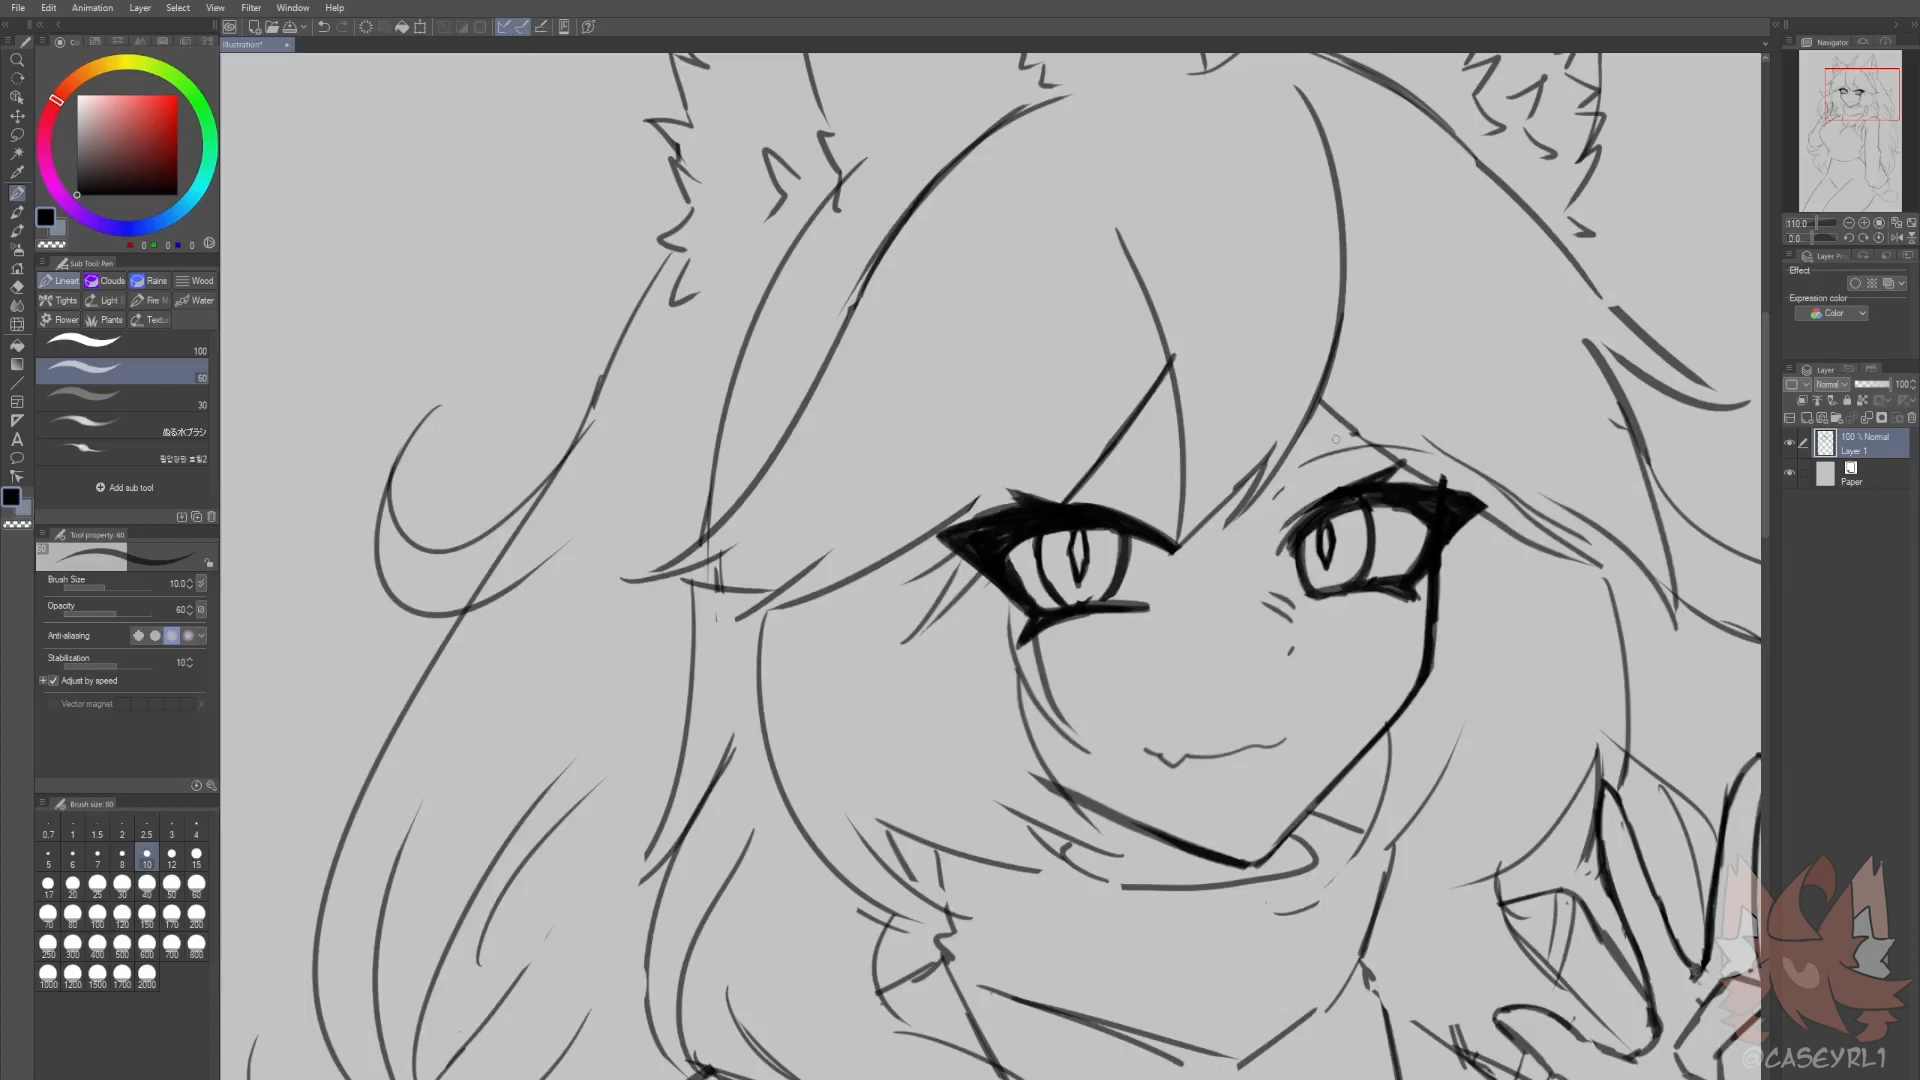 File Edit Animation Layer Select View Filter Window Help
Illustration*
Navigator
110.0
0.0
Layer
Effect
Expression color
Color
Layer
Normal 100
100 % Normal
Layer 1
Paper
0 0 0
Sub Tool: Pen
Lineart Clouds Rains Wood
Tights Light Fire Water
Flower Plants Textu
100
60
30
ぬる水ブラシ
Add sub tool
Tool property: 60
60
Brush Size 10.0
Opacity 60
Anti-aliasing
Stabilization 10
Adjust by speed
Vector magnet
Brush size: 60
0.7 1 1.5 2 2.5 3 4
5 6 7 8 10 12 15
17 20 25 30 40 50 60
70 80 100 120 150 170 200
250 300 400 500 600 700 800
1000 1200 1500 1700 2000
@CASEYRL1